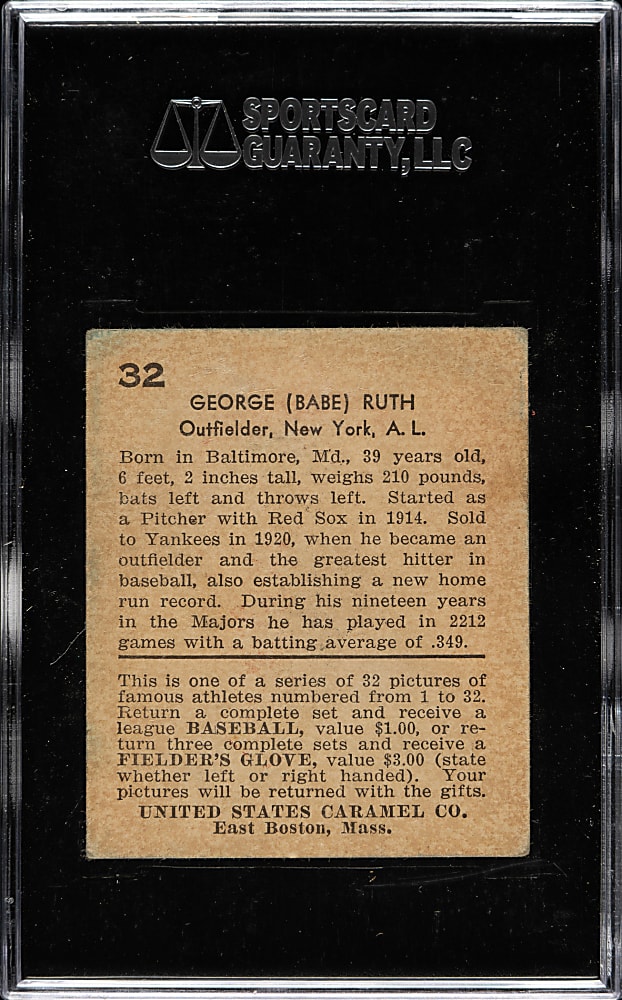 SPORTSCARD
GUARANTY, LLC
32
GEORGE (BABE) RUTH
Outfielder, New York, A. L.
Born in Baltimore, Md., 39 years old,
6 feet, 2 inches tall, weighs 210 pounds,
bats left and throws left. Started as
a Pitcher with Red Sox in 1914. Sold
to Yankees in 1920, when he became an
outfielder and the greatest hitter in
baseball, also establishing a new home
run record. During his nineteen years
in the Majors he has played in 2212
games with a batting average of .349.
This is one of a series of 32 pictures of
famous athletes numbered from 1 to 32.
Return a complete set and receive a
league BASEBALL, value $1.00, or re-
turn three complete sets and receive a
FIELDER'S GLOVE, value $3.00 (state
whether left or right handed). Your
pictures will be returned with the gifts.
UNITED STATES CARAMEL CO.
East Boston, Mass.